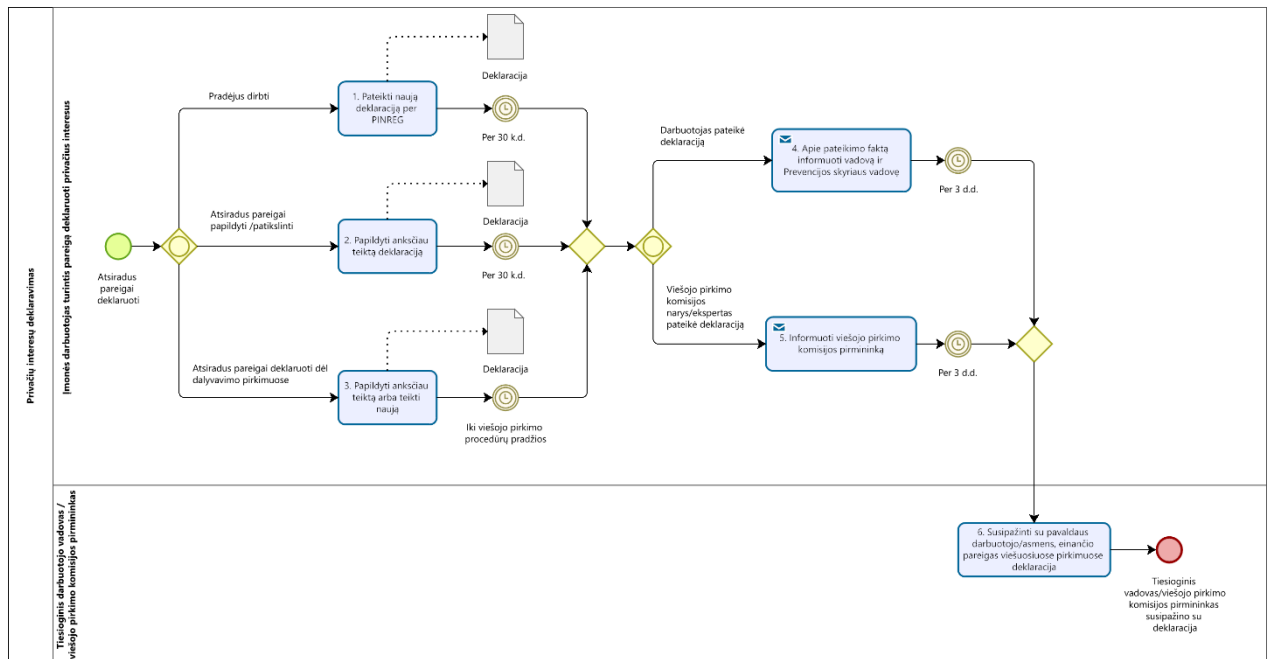 Privačių interesų deklaravimas
Įmonės darbuotojas turintis pareigą deklaruoti privačius interesus
Atsiradus
pareigai
deklaruoti
Pradėjus dirbti
1. Pateikti naują
deklaraciją per
PINREG
Deklaracija
Per 30 k.d.
Atsiradus pareigai
papildyti /patikslinti
2. Papildyti anksčiau
teiktą deklaraciją
Deklaracija
Per 30 k.d.
Atsiradus pareigai deklaruoti dėl
dalyvavimo pirkimuose
3. Papildyti anksčiau
teiktą arba teikti
naują
Deklaracija
Iki viešojo pirkimo
procedūrų pradžios
Darbuotojas pateikė
deklaraciją
4. Apie pateikimo faktą
informuoti vadovą ir
Prevencijos skyriaus vadovę
Per 3 d.d.
Viešojo pirkimo
komisijos
narys/ekspertas
pateikė deklaraciją
5. Informuoti viešojo pirkimo
komisijos pirmininką
Per 3 d.d.
Tiesioginis darbuotojo vadovas /
viešojo pirkimo komisijos pirmininkas
6. Susipažinti su pavaldaus
darbuotojo/asmens, einančio
pareigas viešuosiuose pirkimuose
deklaracija
Tiesioginis
vadovas/viešojo pirkimo
komisijos pirmininkas
susipažino su
deklaracija